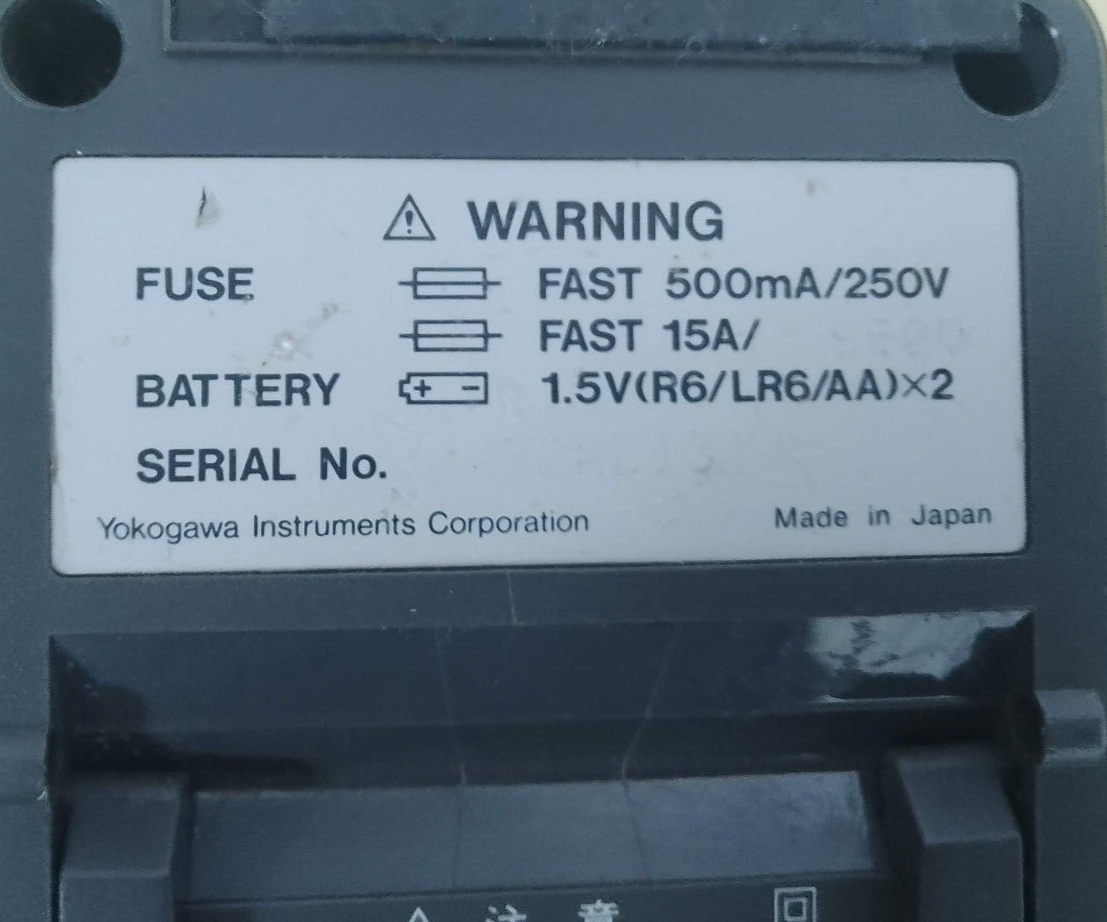 ⚠ WARNING
FUSE FAST 500mA/250V
FAST 15A/
BATTERY + - 1.5V(R6/LR6/AA)×2
SERIAL No.
Yokogawa Instruments Corporation Made in Japan
注 意